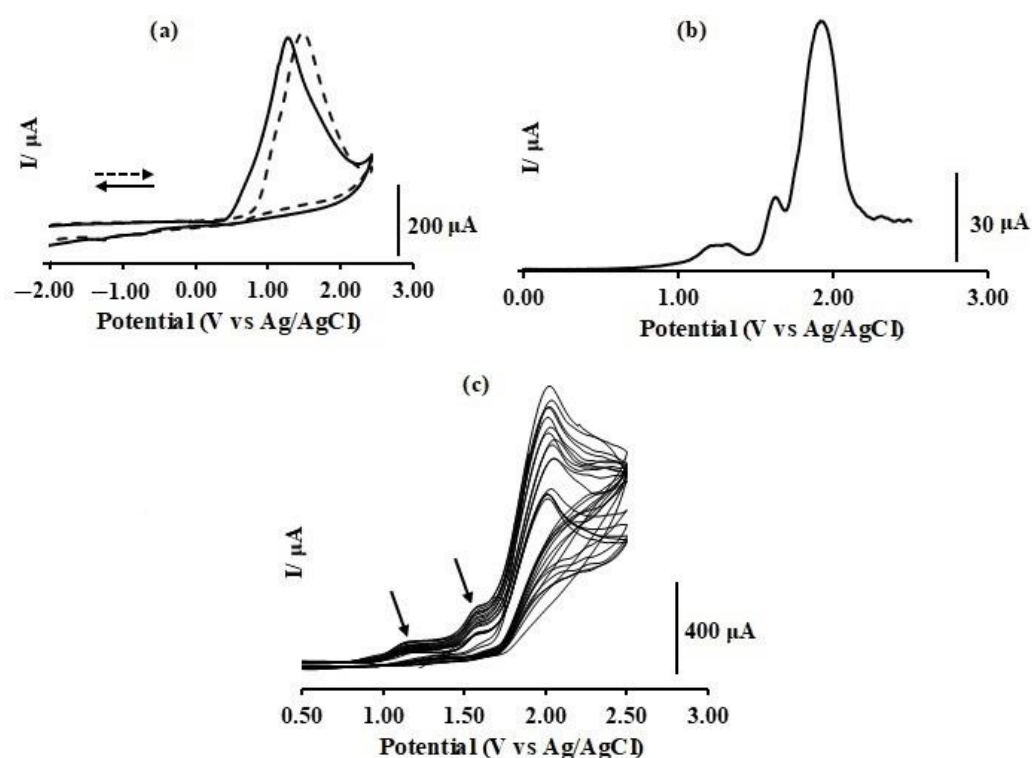 (a)
I/ μA
200 μA
—2.00 —1.00 0.00 1.00 2.00 3.00
Potential (V vs Ag/AgCl)
(b)
I/ μA
30 μA
0.00 1.00 2.00 3.00
Potential (V vs Ag/AgCl)
(c)
I/ μA
400 μA
0.50 1.00 1.50 2.00 2.50 3.00
Potential (V vs Ag/AgCl)